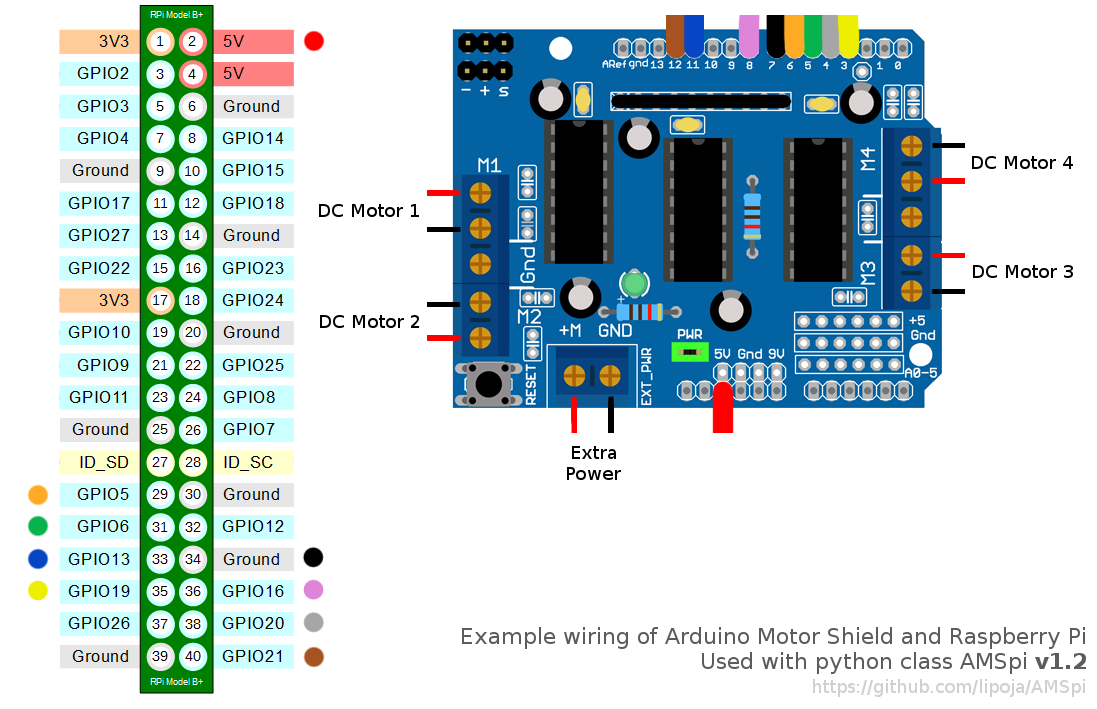 RPi Model B+
3V3 1 2 5V
GPIO2 3 4 5V
GPIO3 5 6 Ground
GPIO4 7 8 GPIO14
Ground 9 10 GPIO15
GPIO17 11 12 GPIO18
GPIO27 13 14 Ground
GPIO22 15 16 GPIO23
3V3 17 18 GPIO24
GPIO10 19 20 Ground
GPIO9 21 22 GPIO25
GPIO11 23 24 GPIO8
Ground 25 26 GPIO7
ID_SD 27 28 ID_SC
GPIO5 29 30 Ground
GPIO6 31 32 GPIO12
GPIO13 33 34 Ground
GPIO19 35 36 GPIO16
GPIO26 37 38 GPIO20
Ground 39 40 GPIO21
RPi Model B+
ARef gnd 13 12 11 10 9 8 7 6 5 4 3 1 0
- + S
M1
DC Motor 1
Gnd
M2
DC Motor 2
M4
DC Motor 4
M3
DC Motor 3
+M GND
+
PWR
5V Gnd 9V
+5
Gnd
A0-5
RESET
EXT_PWR
Extra
Power
Example wiring of Arduino Motor Shield and Raspberry Pi
Used with python class AMSpi v1.2
https://github.com/lipoja/AMSpi